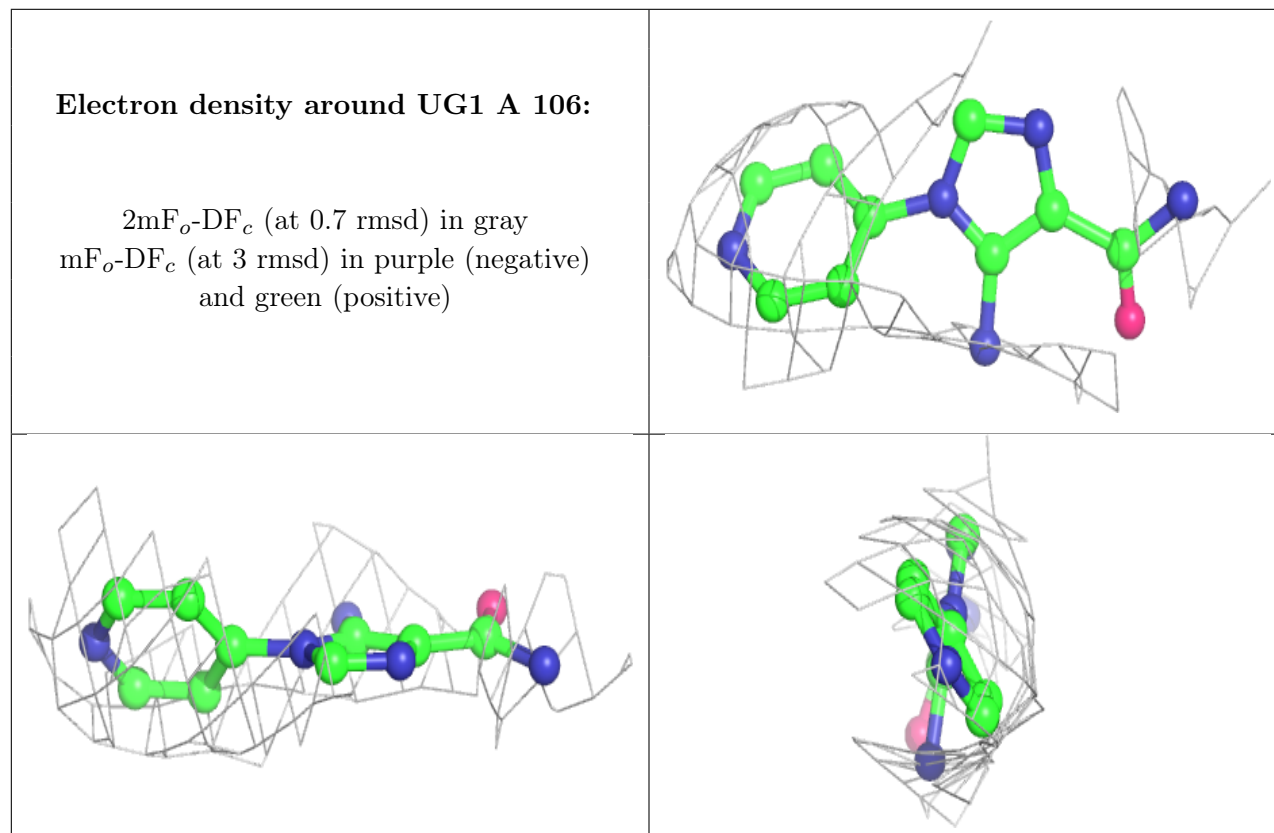 Electron density around UG1 A 106:
2mFo-DFc (at 0.7 rmsd) in gray
mFo-DFc (at 3 rmsd) in purple (negative)
and green (positive)